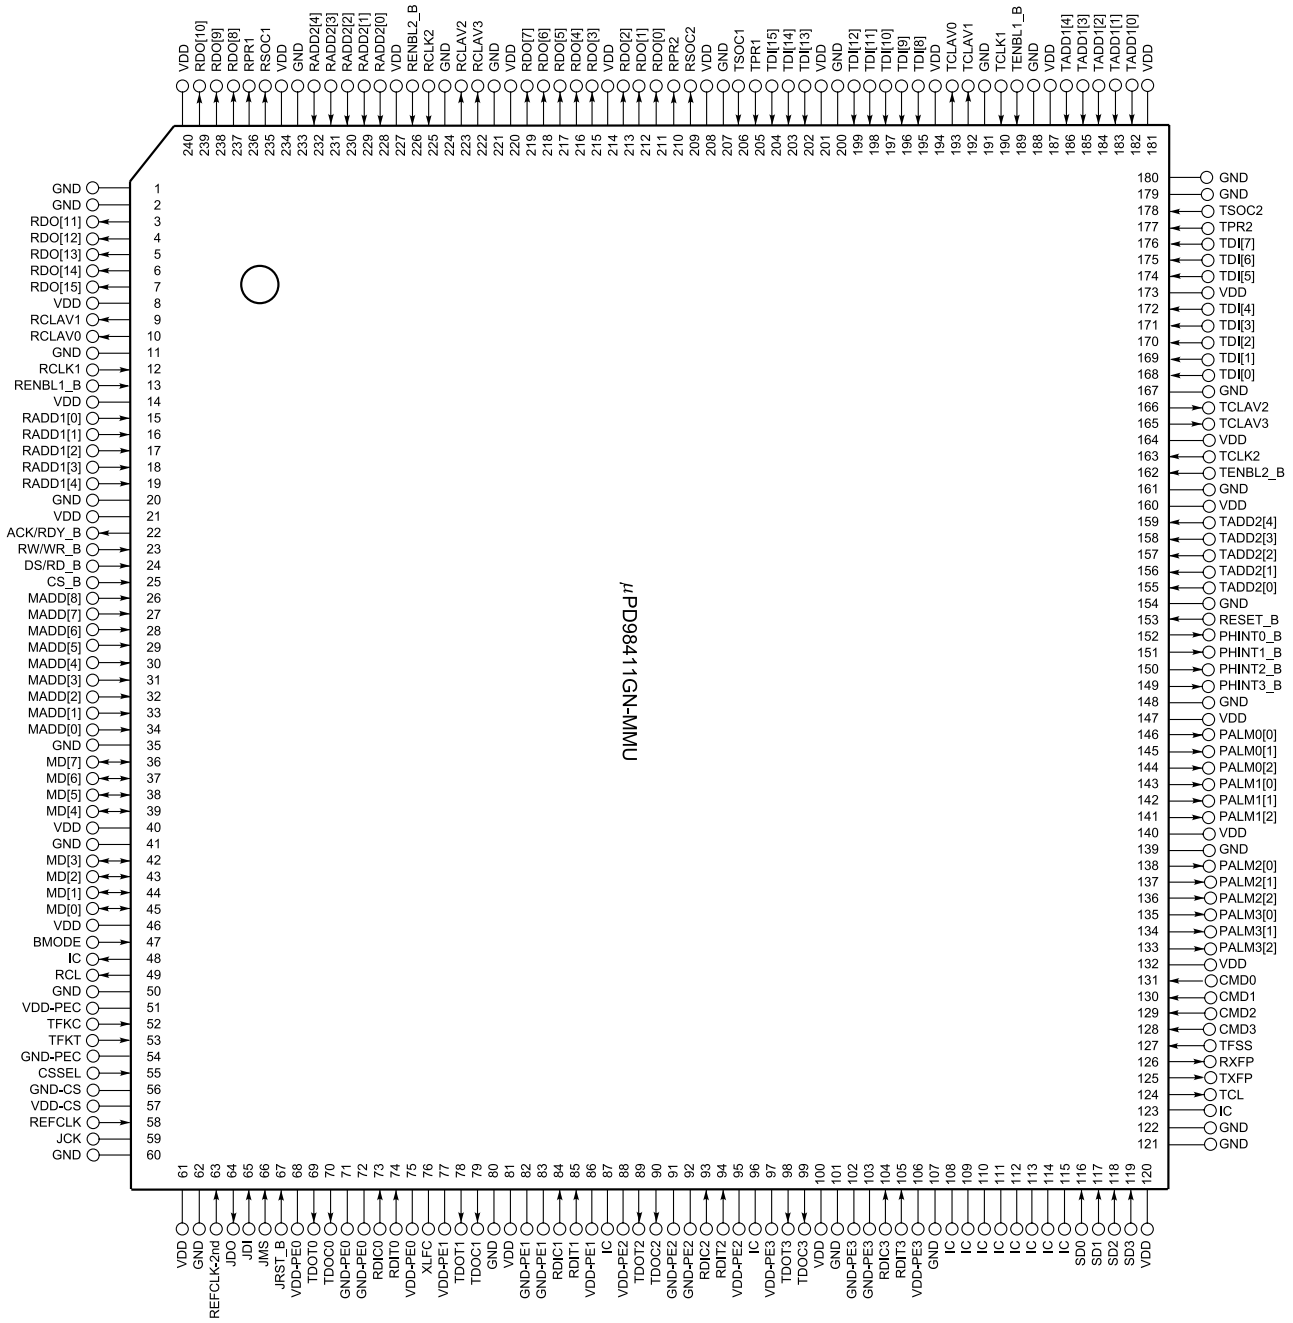 VDD 240
RDO[10] 239
RDO[9] 238
RDO[8] 237
RPR1 236
RSOC1 235
VDD 234
GND 233
RADD2[4] 232
RADD2[3] 231
RADD2[2] 230
RADD2[1] 229
RADD2[0] 228
VDD 227
RENBL2_B 226
RCLK2 225
GND 224
RCLAV2 223
RCLAV3 222
GND 221
VDD 220
RDO[7] 219
RDO[6] 218
RDO[5] 217
RDO[4] 216
RDO[3] 215
VDD 214
RDO[2] 213
RDO[1] 212
RDO[0] 211
RPR2 210
RSOC2 209
VDD 208
GND 207
TSOC1 206
TPR1 205
TDI[15] 204
TDI[14] 203
TDI[13] 202
VDD 201
GND 200
TDI[12] 199
TDI[11] 198
TDI[10] 197
TDI[9] 196
TDI[8] 195
VDD 194
TCLAV0 193
TCLAV1 192
GND 191
TCLK1 190
TENBL1_B 189
GND 188
VDD 187
TADD1[4] 186
TADD1[3] 185
TADD1[2] 184
TADD1[1] 183
TADD1[0] 182
VDD 181
GND 1
GND 2
RDO[11] 3
RDO[12] 4
RDO[13] 5
RDO[14] 6
RDO[15] 7
VDD 8
RCLAV1 9
RCLAV0 10
GND 11
RCLK1 12
RENBL1_B 13
VDD 14
RADD1[0] 15
RADD1[1] 16
RADD1[2] 17
RADD1[3] 18
RADD1[4] 19
GND 20
VDD 21
ACK/RDY_B 22
RW/WR_B 23
DS/RD_B 24
CS_B 25
MADD[8] 26
MADD[7] 27
MADD[6] 28
MADD[5] 29
MADD[4] 30
MADD[3] 31
MADD[2] 32
MADD[1] 33
MADD[0] 34
GND 35
MD[7] 36
MD[6] 37
MD[5] 38
MD[4] 39
VDD 40
GND 41
MD[3] 42
MD[2] 43
MD[1] 44
MD[0] 45
VDD 46
BMODE 47
IC 48
RCL 49
GND 50
VDD-PEC 51
TFKC 52
TFKT 53
GND-PEC 54
CSSEL 55
GND-CS 56
VDD-CS 57
REFCLK 58
JCK 59
GND 60
μPD98411GN-MMU
180 GND
179 GND
178 TSOC2
177 TPR2
176 TDI[7]
175 TDI[6]
174 TDI[5]
173 VDD
172 TDI[4]
171 TDI[3]
170 TDI[2]
169 TDI[1]
168 TDI[0]
167 GND
166 TCLAV2
165 TCLAV3
164 VDD
163 TCLK2
162 TENBL2_B
161 GND
160 VDD
159 TADD2[4]
158 TADD2[3]
157 TADD2[2]
156 TADD2[1]
155 TADD2[0]
154 GND
153 RESET_B
152 PHINT0_B
151 PHINT1_B
150 PHINT2_B
149 PHINT3_B
148 GND
147 VDD
146 PALM0[0]
145 PALM0[1]
144 PALM0[2]
143 PALM1[0]
142 PALM1[1]
141 PALM1[2]
140 VDD
139 GND
138 PALM2[0]
137 PALM2[1]
136 PALM2[2]
135 PALM3[0]
134 PALM3[1]
133 PALM3[2]
132 VDD
131 CMD0
130 CMD1
129 CMD2
128 CMD3
127 TFSS
126 RXFP
125 TXFP
124 TCL
123 IC
122 GND
121 GND
61 VDD
62 GND
63 REFCLK-2nd
64 JDO
65 JDI
66 JMS
67 JRST_B
68 VDD-PE0
69 TDOT0
70 TDOC0
71 GND-PE0
72 GND-PE0
73 RDIC0
74 RDIT0
75 VDD-PE0
76 XLFC
77 VDD-PE1
78 TDOT1
79 TDOC1
80 GND
81 VDD
82 GND-PE1
83 GND-PE1
84 RDIC1
85 RDIT1
86 VDD-PE1
87 IC
88 VDD-PE2
89 TDOT2
90 TDOC2
91 GND-PE2
92 GND-PE2
93 RDIC2
94 RDIT2
95 VDD-PE2
96 IC
97 VDD-PE3
98 TDOT3
99 TDOC3
100 VDD
101 GND
102 GND-PE3
103 GND-PE3
104 RDIC3
105 RDIT3
106 VDD-PE3
107 GND
108 IC
109 IC
110 IC
111 IC
112 IC
113 IC
114 IC
115 IC
116 SD0
117 SD1
118 SD2
119 SD3
120 VDD